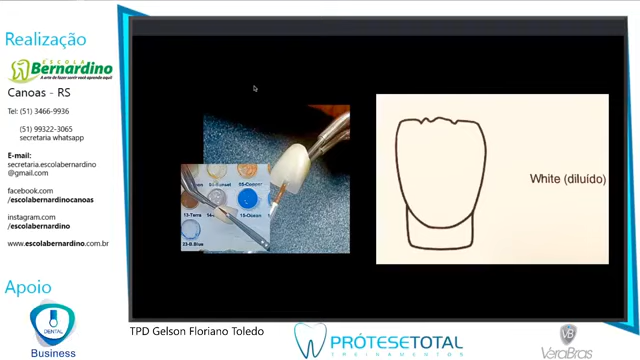 Realização
ESCOLA
Bernardino
A arte de fazer sorrir você aprende aqui!
Canoas - RS
Tel: (51) 3466-9936
(51) 99322-3065
secretaria whatsapp
E-mail:
secretaria.escolabernardino
@gmail.com
facebook.com
/escolabernardinocanoas
instagram.com
/escolabernardino
www.escolabernardino.com.br
Apoio
DENTAL
Business
05-Copper
13-Terra
15-Ocean
23-B.Blue
White (diluído)
TPD Gelson Floriano Toledo
PRÓTESETOTAL
TREINAMENTOS
VB
VeraBras